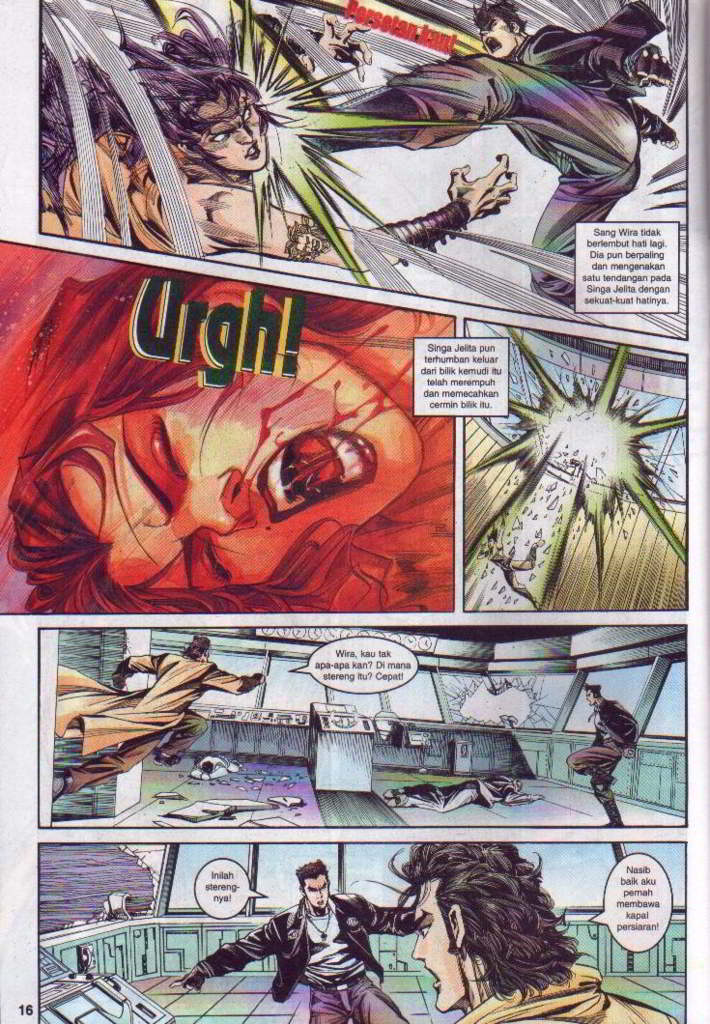 Persetan kau!
Sang Wira tidak
berlembut hati lagi.
Dia pun berpaling
dan mengenakan
satu tendangan pada
Singa Jelita dengan
sekuat-kuat hatinya.
Urgh!
Singa Jelita pun
terhumban keluar
dari bilik kemudi itu
telah merempuh
dan memecahkan
cermin bilik itu.
Wira, kau tak
apa-apa kan? Di mana
stereng itu? Cepat!
Inilah
stereng-
nya!
Nasib
baik aku
pernah
membawa
kapal
persiaran!
16